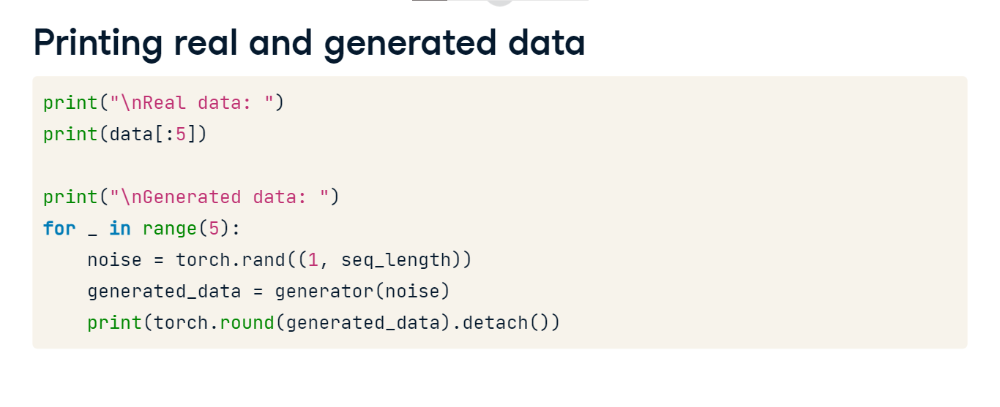 Printing real and generated data
print("\nReal data: ")
print(data[:5])
print("\nGenerated data: ")
for _ in range(5):
    noise = torch.rand((1, seq_length))
    generated_data = generator(noise)
    print(torch.round(generated_data).detach())